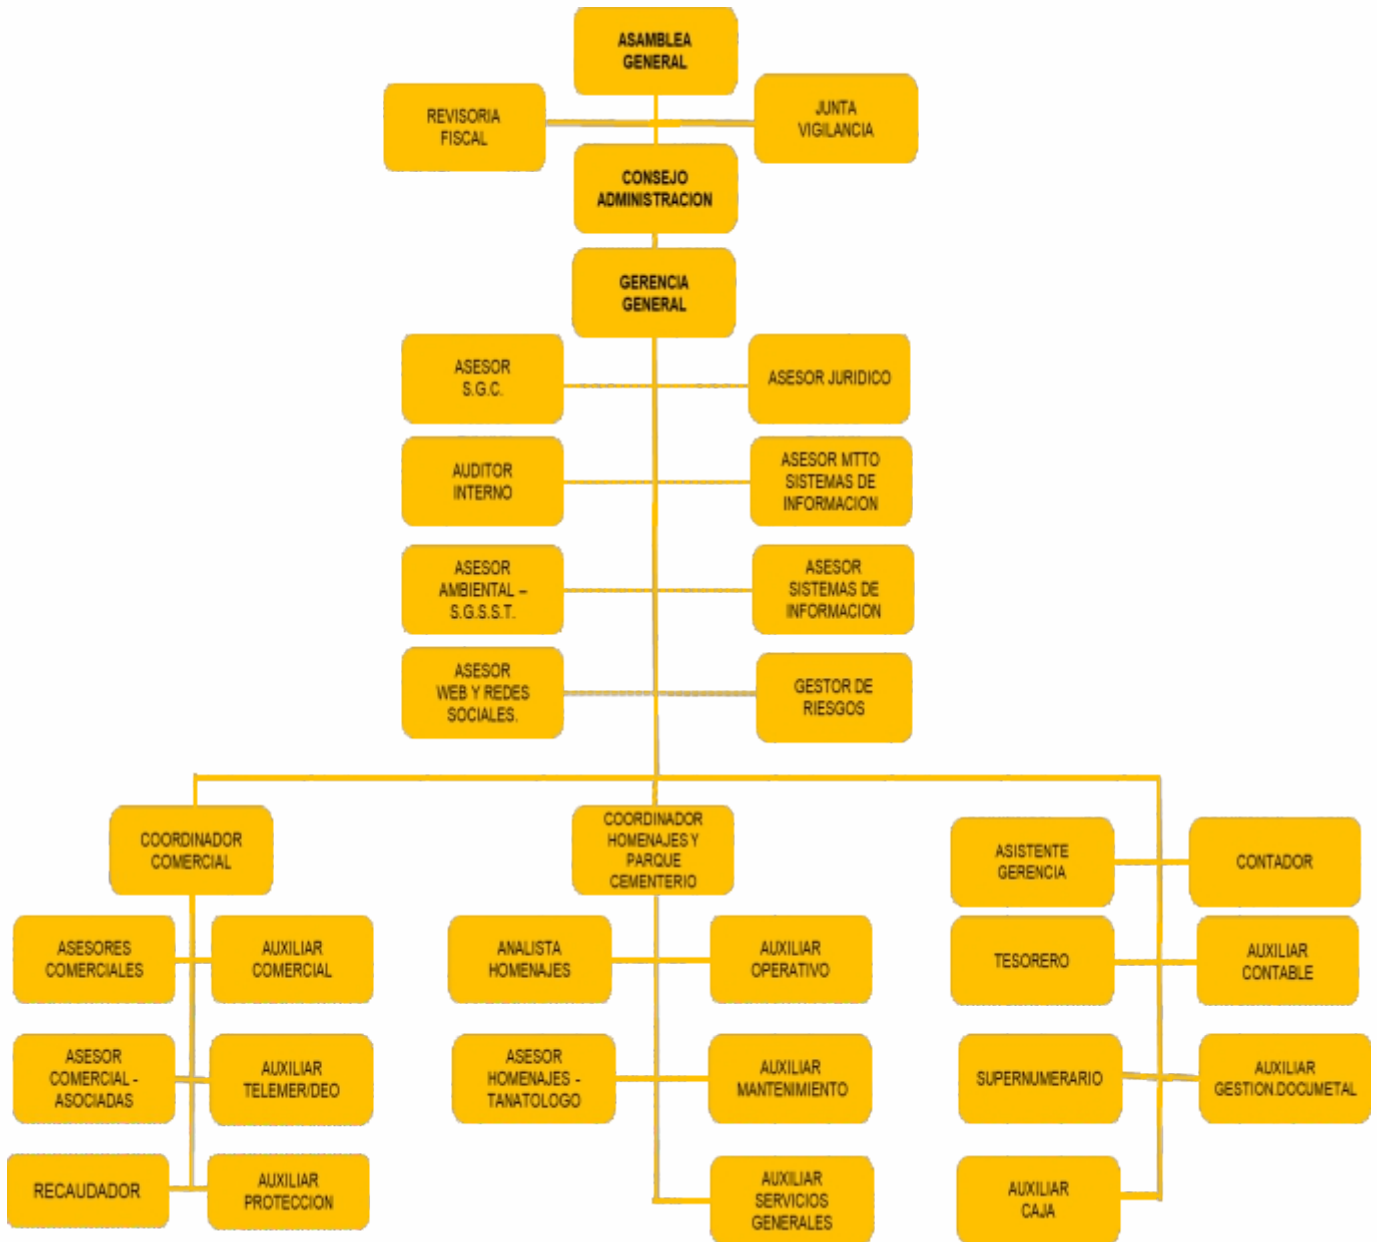 ASAMBLEA
GENERAL
REVISORIA
FISCAL
JUNTA
VIGILANCIA
CONSEJO
ADMINISTRACION
GERENCIA
GENERAL
ASESOR
S.G.C.
ASESOR JURIDICO
AUDITOR
INTERNO
ASESOR MTTO
SISTEMAS DE
INFORMACION
ASESOR
AMBIENTAL –
S.G.S.S.T.
ASESOR
SISTEMAS DE
INFORMACION
ASESOR
WEB Y REDES
SOCIALES.
GESTOR DE
RIESGOS
COORDINADOR
COMERCIAL
COORDINADOR
HOMENAJES Y
PARQUE
CEMENTERIO
ASISTENTE
GERENCIA
CONTADOR
ASESORES
COMERCIALES
AUXILIAR
COMERCIAL
ANALISTA
HOMENAJES
AUXILIAR
OPERATIVO
TESORERO
AUXILIAR
CONTABLE
ASESOR
COMERCIAL -
ASOCIADAS
AUXILIAR
TELEMER/DEO
ASESOR
HOMENAJES -
TANATOLOGO
AUXILIAR
MANTENIMIENTO
SUPERNUMERARIO
AUXILIAR
GESTION.DOCUMETAL
RECAUDADOR
AUXILIAR
PROTECCION
AUXILIAR
SERVICIOS
GENERALES
AUXILIAR
CAJA